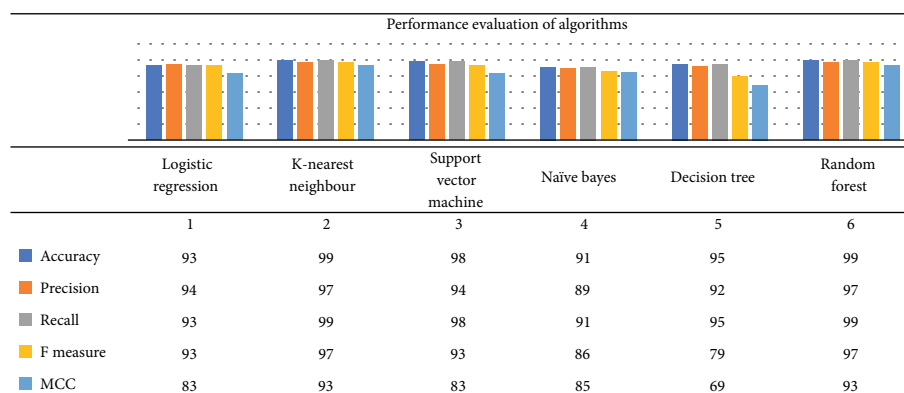 Performance evaluation of algorithms
Logistic regression K-nearest neighbour Support vector machine Naïve bayes Decision tree Random forest
1 2 3 4 5 6
Accuracy 93 99 98 91 95 99
Precision 94 97 94 89 92 97
Recall 93 99 98 91 95 99
F measure 93 97 93 86 79 97
MCC 83 93 83 85 69 93